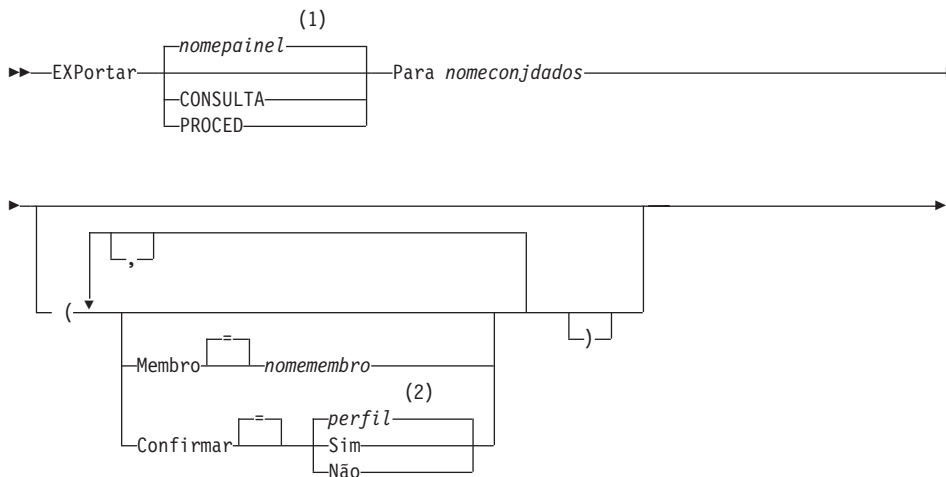 (1)
nomepainel
EXPortar Para nomeconjdados
CONSULTA
PROCED
,
( )
=
Membro nomemembro
(2)
= perfil
Confirmar Sim
Não